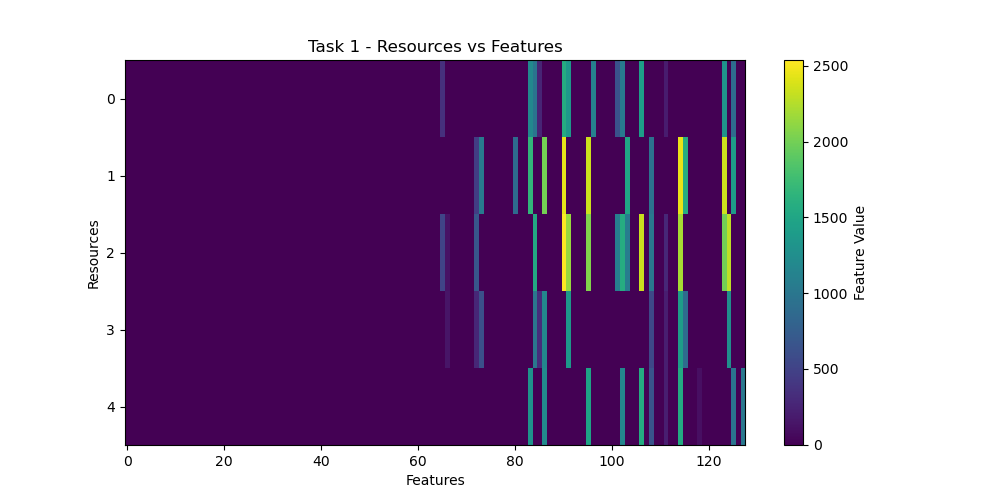 Task 1 - Resources vs Features
Resources
0
1
2
3
4
0 20 40 60 80 100 120
Features
2500
2000
1500
1000
500
0
Feature Value